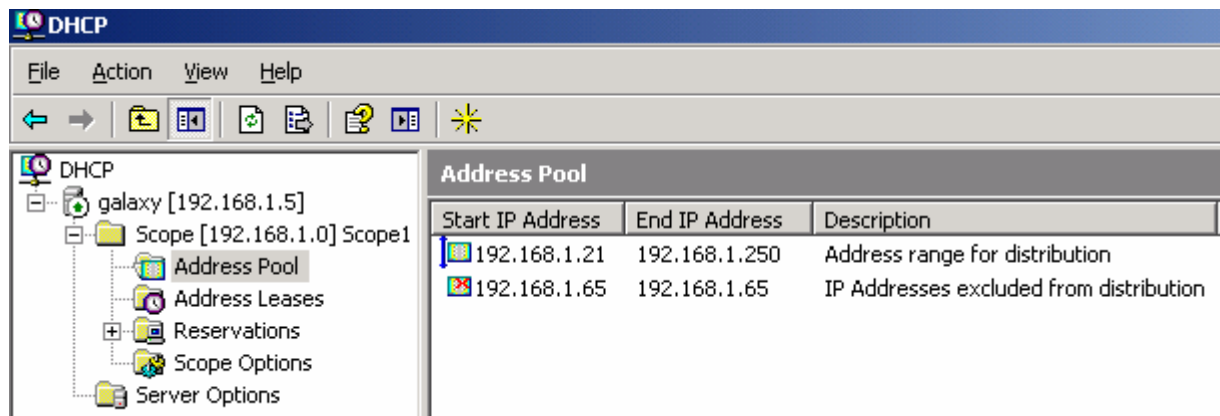 DHCP
File Action View Help
DHCP
galaxy [192.168.1.5]
Scope [192.168.1.0] Scope1
Address Pool
Address Leases
Reservations
Scope Options
Server Options
Address Pool
Start IP Address End IP Address Description
192.168.1.21 192.168.1.250 Address range for distribution
192.168.1.65 192.168.1.65 IP Addresses excluded from distribution